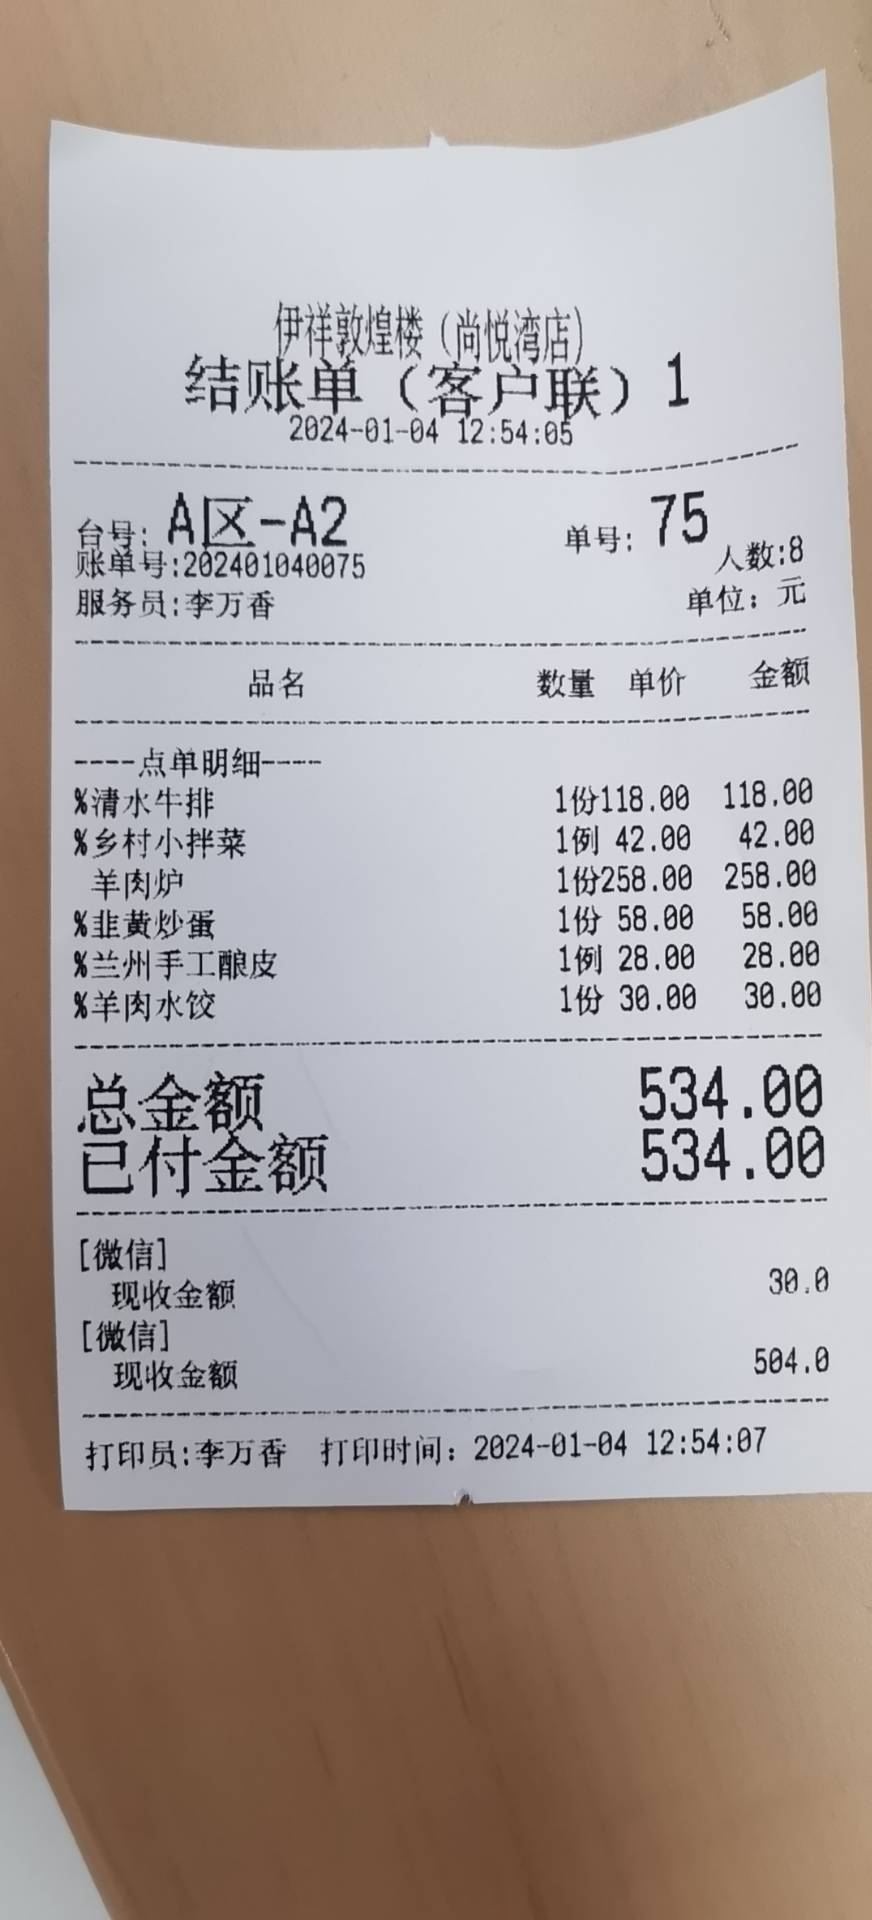 伊祥敦煌楼（尚悦湾店）
结账单（客户联）1
2024-01-04 12:54:05
台号: A区-A2 单号: 75
账单号:202401040075 人数:8
服务员:李万香 单位: 元
品名 数量 单价 金额
----点单明细----
%清水牛排 1份118.00 118.00
%乡村小拌菜 1例 42.00 42.00
羊肉炉 1份258.00 258.00
%韭黄炒蛋 1份 58.00 58.00
%兰州手工酿皮 1例 28.00 28.00
%羊肉水饺 1份 30.00 30.00
总金额 534.00
已付金额 534.00
[微信]
现收金额 30.0
[微信]
现收金额 504.0
打印员:李万香 打印时间: 2024-01-04 12:54:07